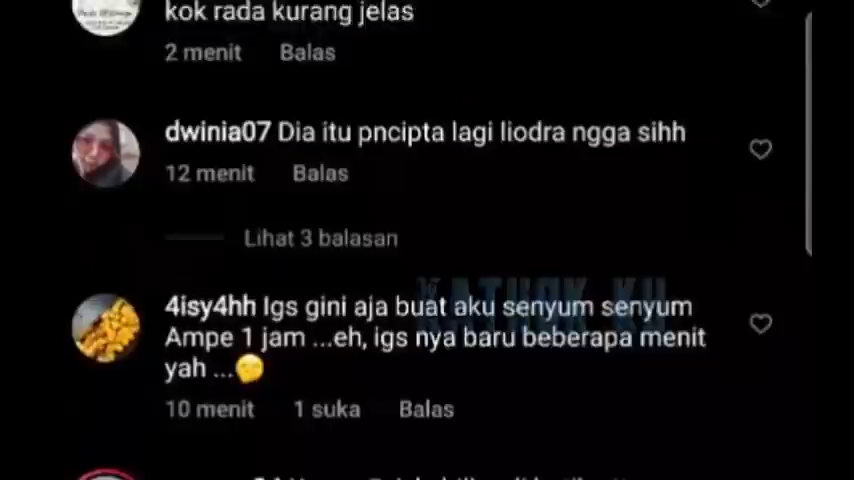 kok rada kurang jelas
2 menit Balas
dwinia07 Dia itu pncipta lagi liodra ngga sihh
12 menit Balas
Lihat 3 balasan
4isy4hh Igs gini aja buat aku senyum senyum
Ampe 1 jam ...eh, igs nya baru beberapa menit
yah ...🤭
10 menit 1 suka Balas
KATHOK KU